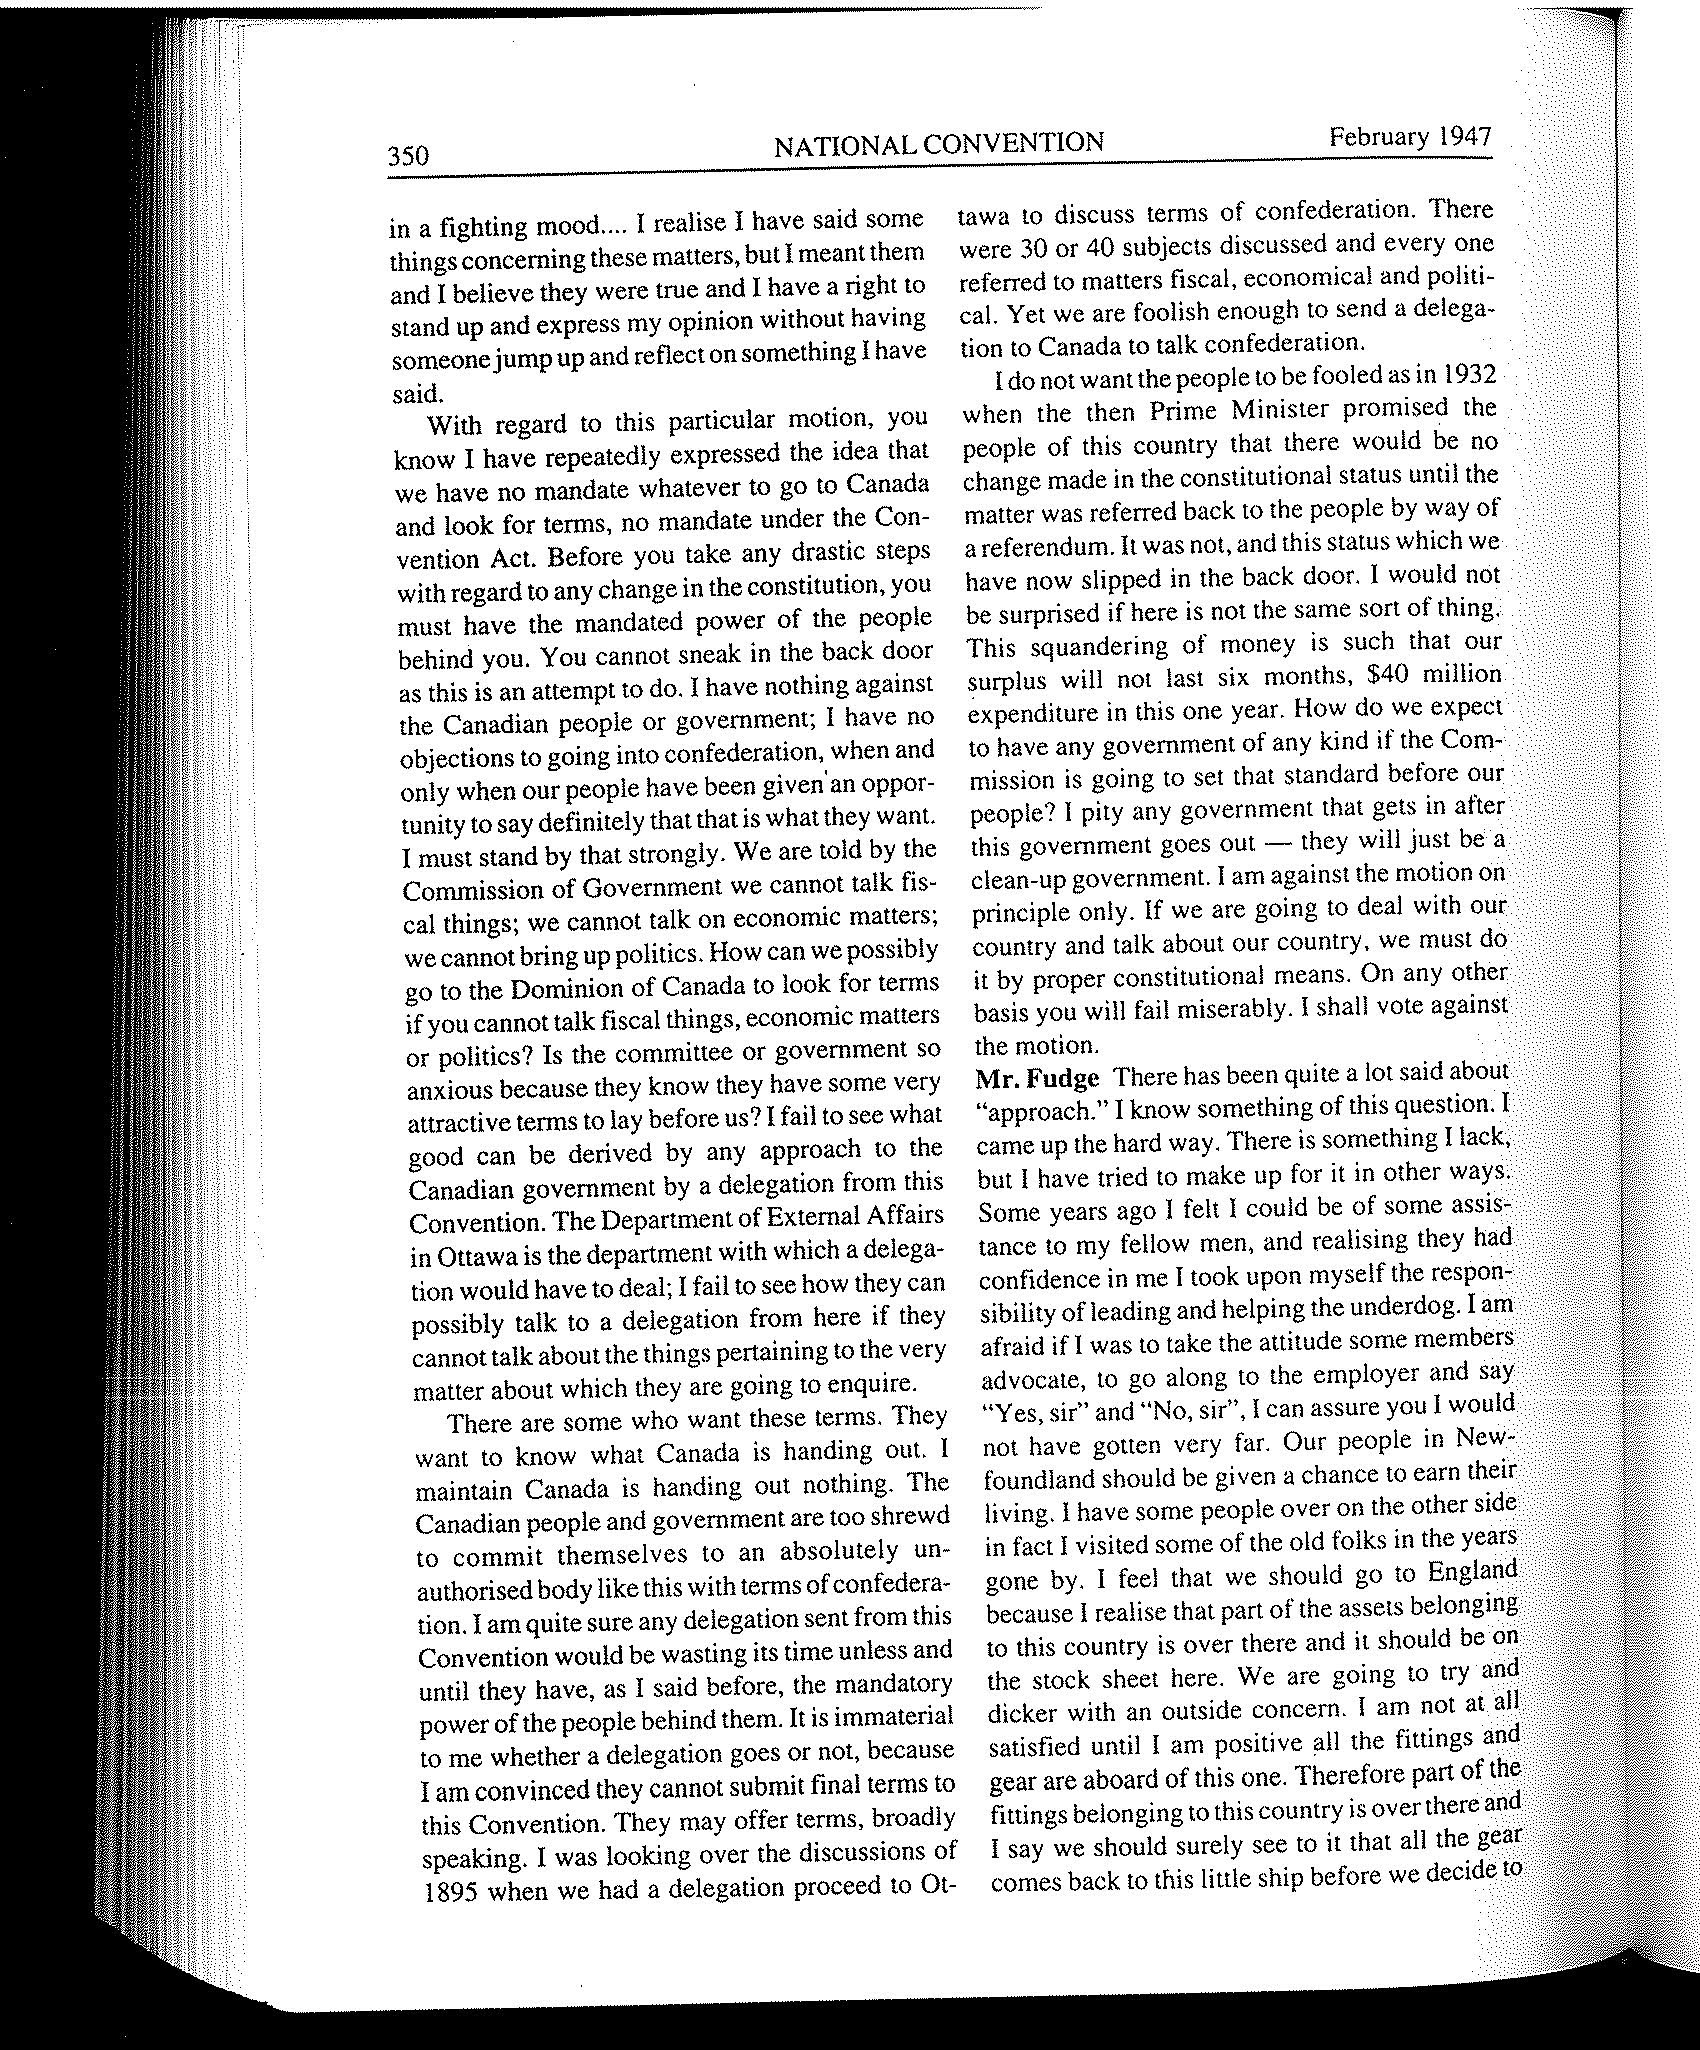 350
NATIONAL CONVENTION
February 1947
in a fighting mood.... I realise I have said some
things concerning these matters, but I meant them
and I believe they were true and I have a right to
stand up and express my opinion without having
someone jump up and reflect on something I have
said.
With regard to this particular motion, you
know I have repeatedly expressed the idea that
we have no mandate whatever to go to Canada
and look for terms, no mandate under the Con-
vention Act. Before you take any drastic steps
with regard to any change in the constitution, you
must have the mandated power of the people
behind you. You cannot sneak in the back door
as this is an attempt to do. I have nothing against
the Canadian people or government; I have no
objections to going into confederation, when and
only when our people have been given an oppor-
tunity to say definitely that that is what they want.
I must stand by that strongly. We are told by the
Commission of Government we cannot talk fis-
cal things; we cannot talk on economic matters;
we cannot bring up politics. How can we possibly
go to the Dominion of Canada to look for terms
if you cannot talk fiscal things, economic matters
or politics? Is the committee or government so
anxious because they know they have some very
attractive terms to lay before us? I fail to see what
good can be derived by any approach to the
Canadian government by a delegation from this
Convention. The Department of External Affairs
in Ottawa is the department with which a delega-
tion would have to deal; I fail to see how they can
possibly talk to a delegation from here if they
cannot talk about the things pertaining to the very
matter about which they are going to enquire.
There are some who want these terms. They
want to know what Canada is handing out. I
maintain Canada is handing out nothing. The
Canadian people and government are too shrewd
to commit themselves to an absolutely un-
authorised body like this with terms of confedera-
tion. I am quite sure any delegation sent from this
Convention would be wasting its time unless and
until they have, as I said before, the mandatory
power of the people behind them. It is immaterial
to me whether a delegation goes or not, because
I am convinced they cannot submit final terms to
this Convention. They may offer terms, broadly
speaking. I was looking over the discussions of
1895 when we had a delegation proceed to Ot-
tawa to discuss terms of confederation. There
were 30 or 40 subjects discussed and every one
referred to matters fiscal, economical and politi-
cal. Yet we are foolish enough to send a delega-
tion to Canada to talk confederation.
I do not want the people to be fooled as in 1932
when the then Prime Minister promised the
people of this country that there would be no
change made in the constitutional status until the
matter was referred back to the people by way of
a referendum. It was not, and this status which we
have now slipped in the back door. I would not
be surprised if here is not the same sort of thing.
This squandering of money is such that our
surplus will not last six months, $40 million
expenditure in this one year. How do we expect
to have any government of any kind if the Com-
mission is going to set that standard before our
people? I pity any government that gets in after
this government goes out — they will just be a
clean-up government. I am against the motion on
principle only. If we are going to deal with our
country and talk about our country, we must do
it by proper constitutional means. On any other
basis you will fail miserably. I shall vote against
the motion.
Mr. Fudge There has been quite a lot said about
“approach.” I know something of this question. I
came up the hard way. There is something I lack,
but I have tried to make up for it in other ways.
Some years ago I felt I could be of some assis-
tance to my fellow men, and realising they had
confidence in me I took upon myself the respon-
sibility of leading and helping the underdog. I am
afraid if I was to take the attitude some members
advocate, to go along to the employer and say
“Yes, sir” and “No, sir”, I can assure you I would
not have gotten very far. Our people in New-
foundland should be given a chance to earn their
living. I have some people over on the other side
in fact I visited some of the old folks in the years
gone by. I feel that we should go to England
because I realise that part of the assets belonging
to this country is over there and it should be on
the stock sheet here. We are going to try and
dicker with an outside concern. I am not at all
satisfied until I am positive all the fittings and
gear are aboard of this one. Therefore part of the
fittings belonging to this country is over there and
I say we should surely see to it that all the gear
comes back to this little ship before we decide to